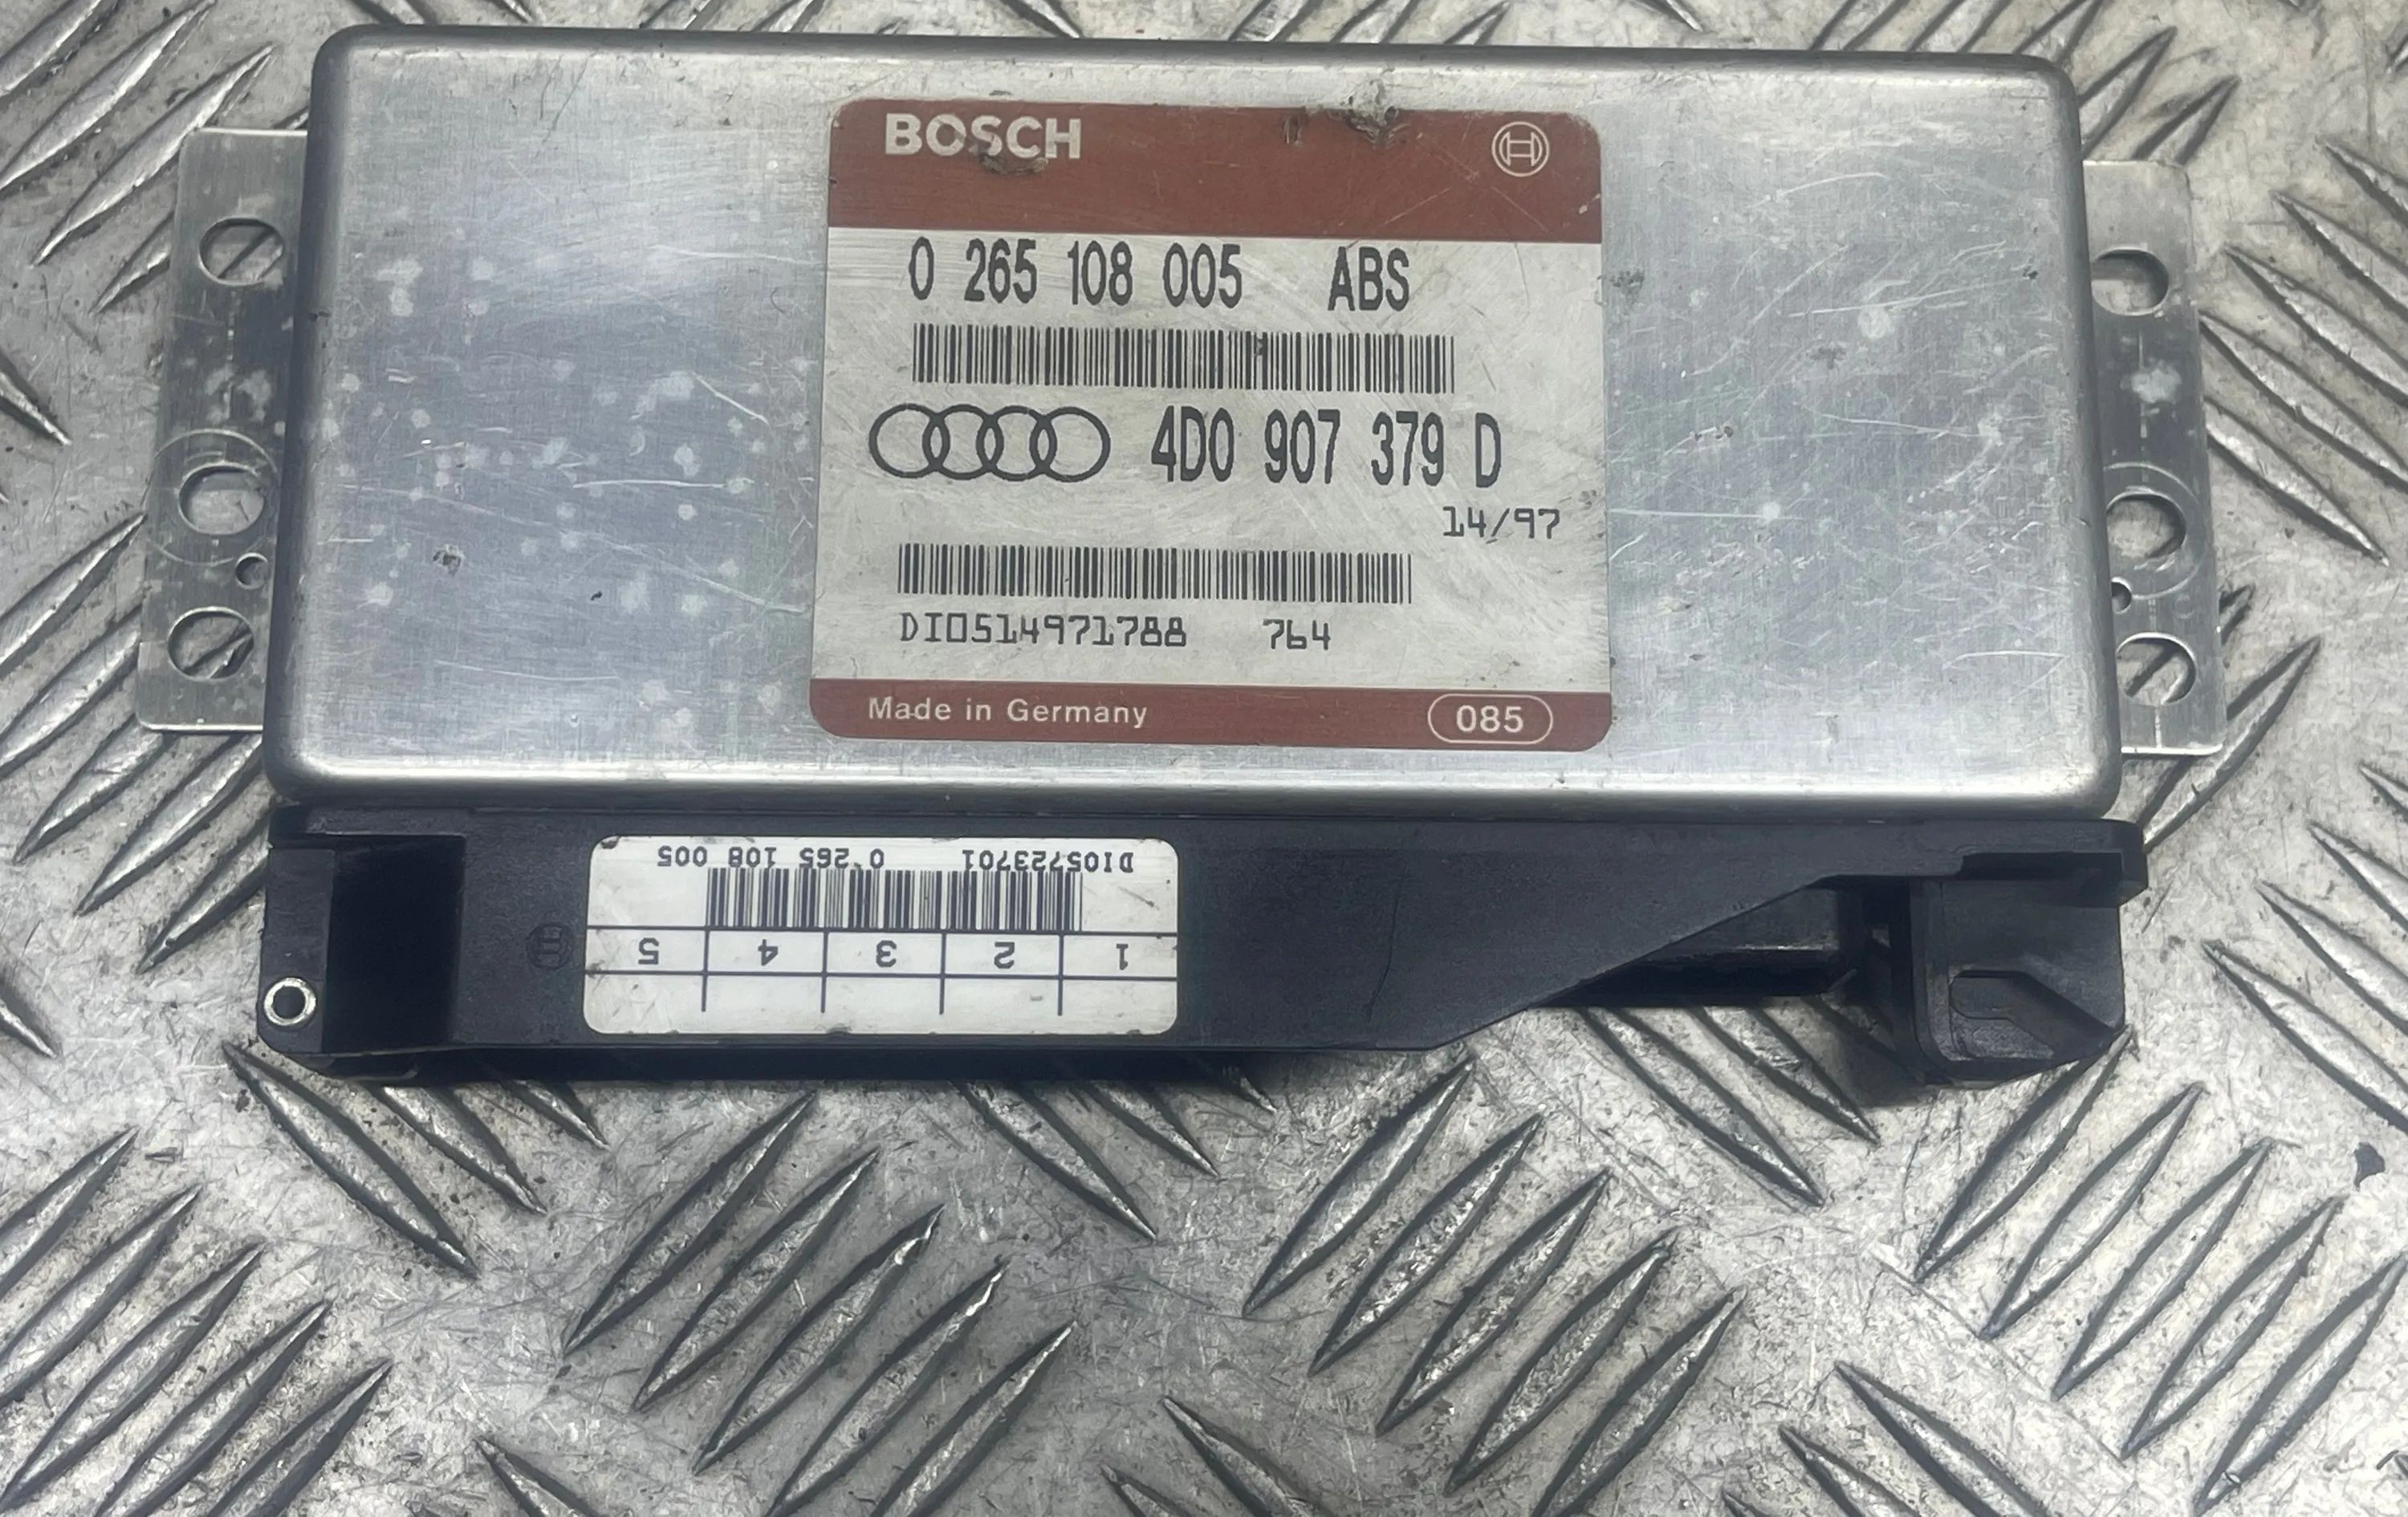 BOSCH
0 265 108 005 ABS
4D0 907 379 D
14/97
DI0514971788 764
Made in Germany 085
DI05723701 0 265 108 005
1 2 3 4 5